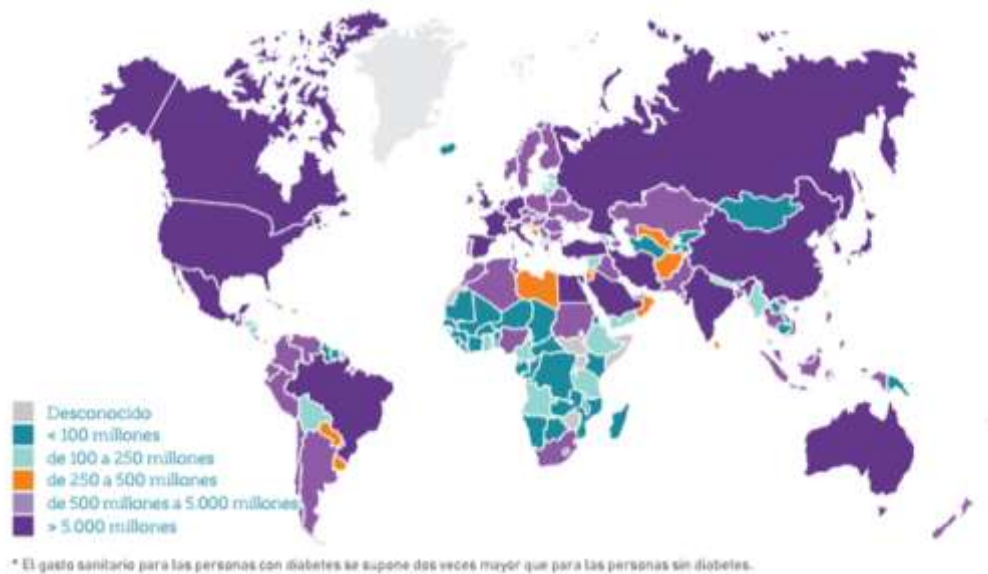 Desconocido
< 100 millones
de 100 a 250 millones
de 250 a 500 millones
de 500 millones a 5.000 millones
> 5.000 millones
* El gasto sanitario para las personas con diabetes se supone dos veces mayor que para las personas sin diabetes.